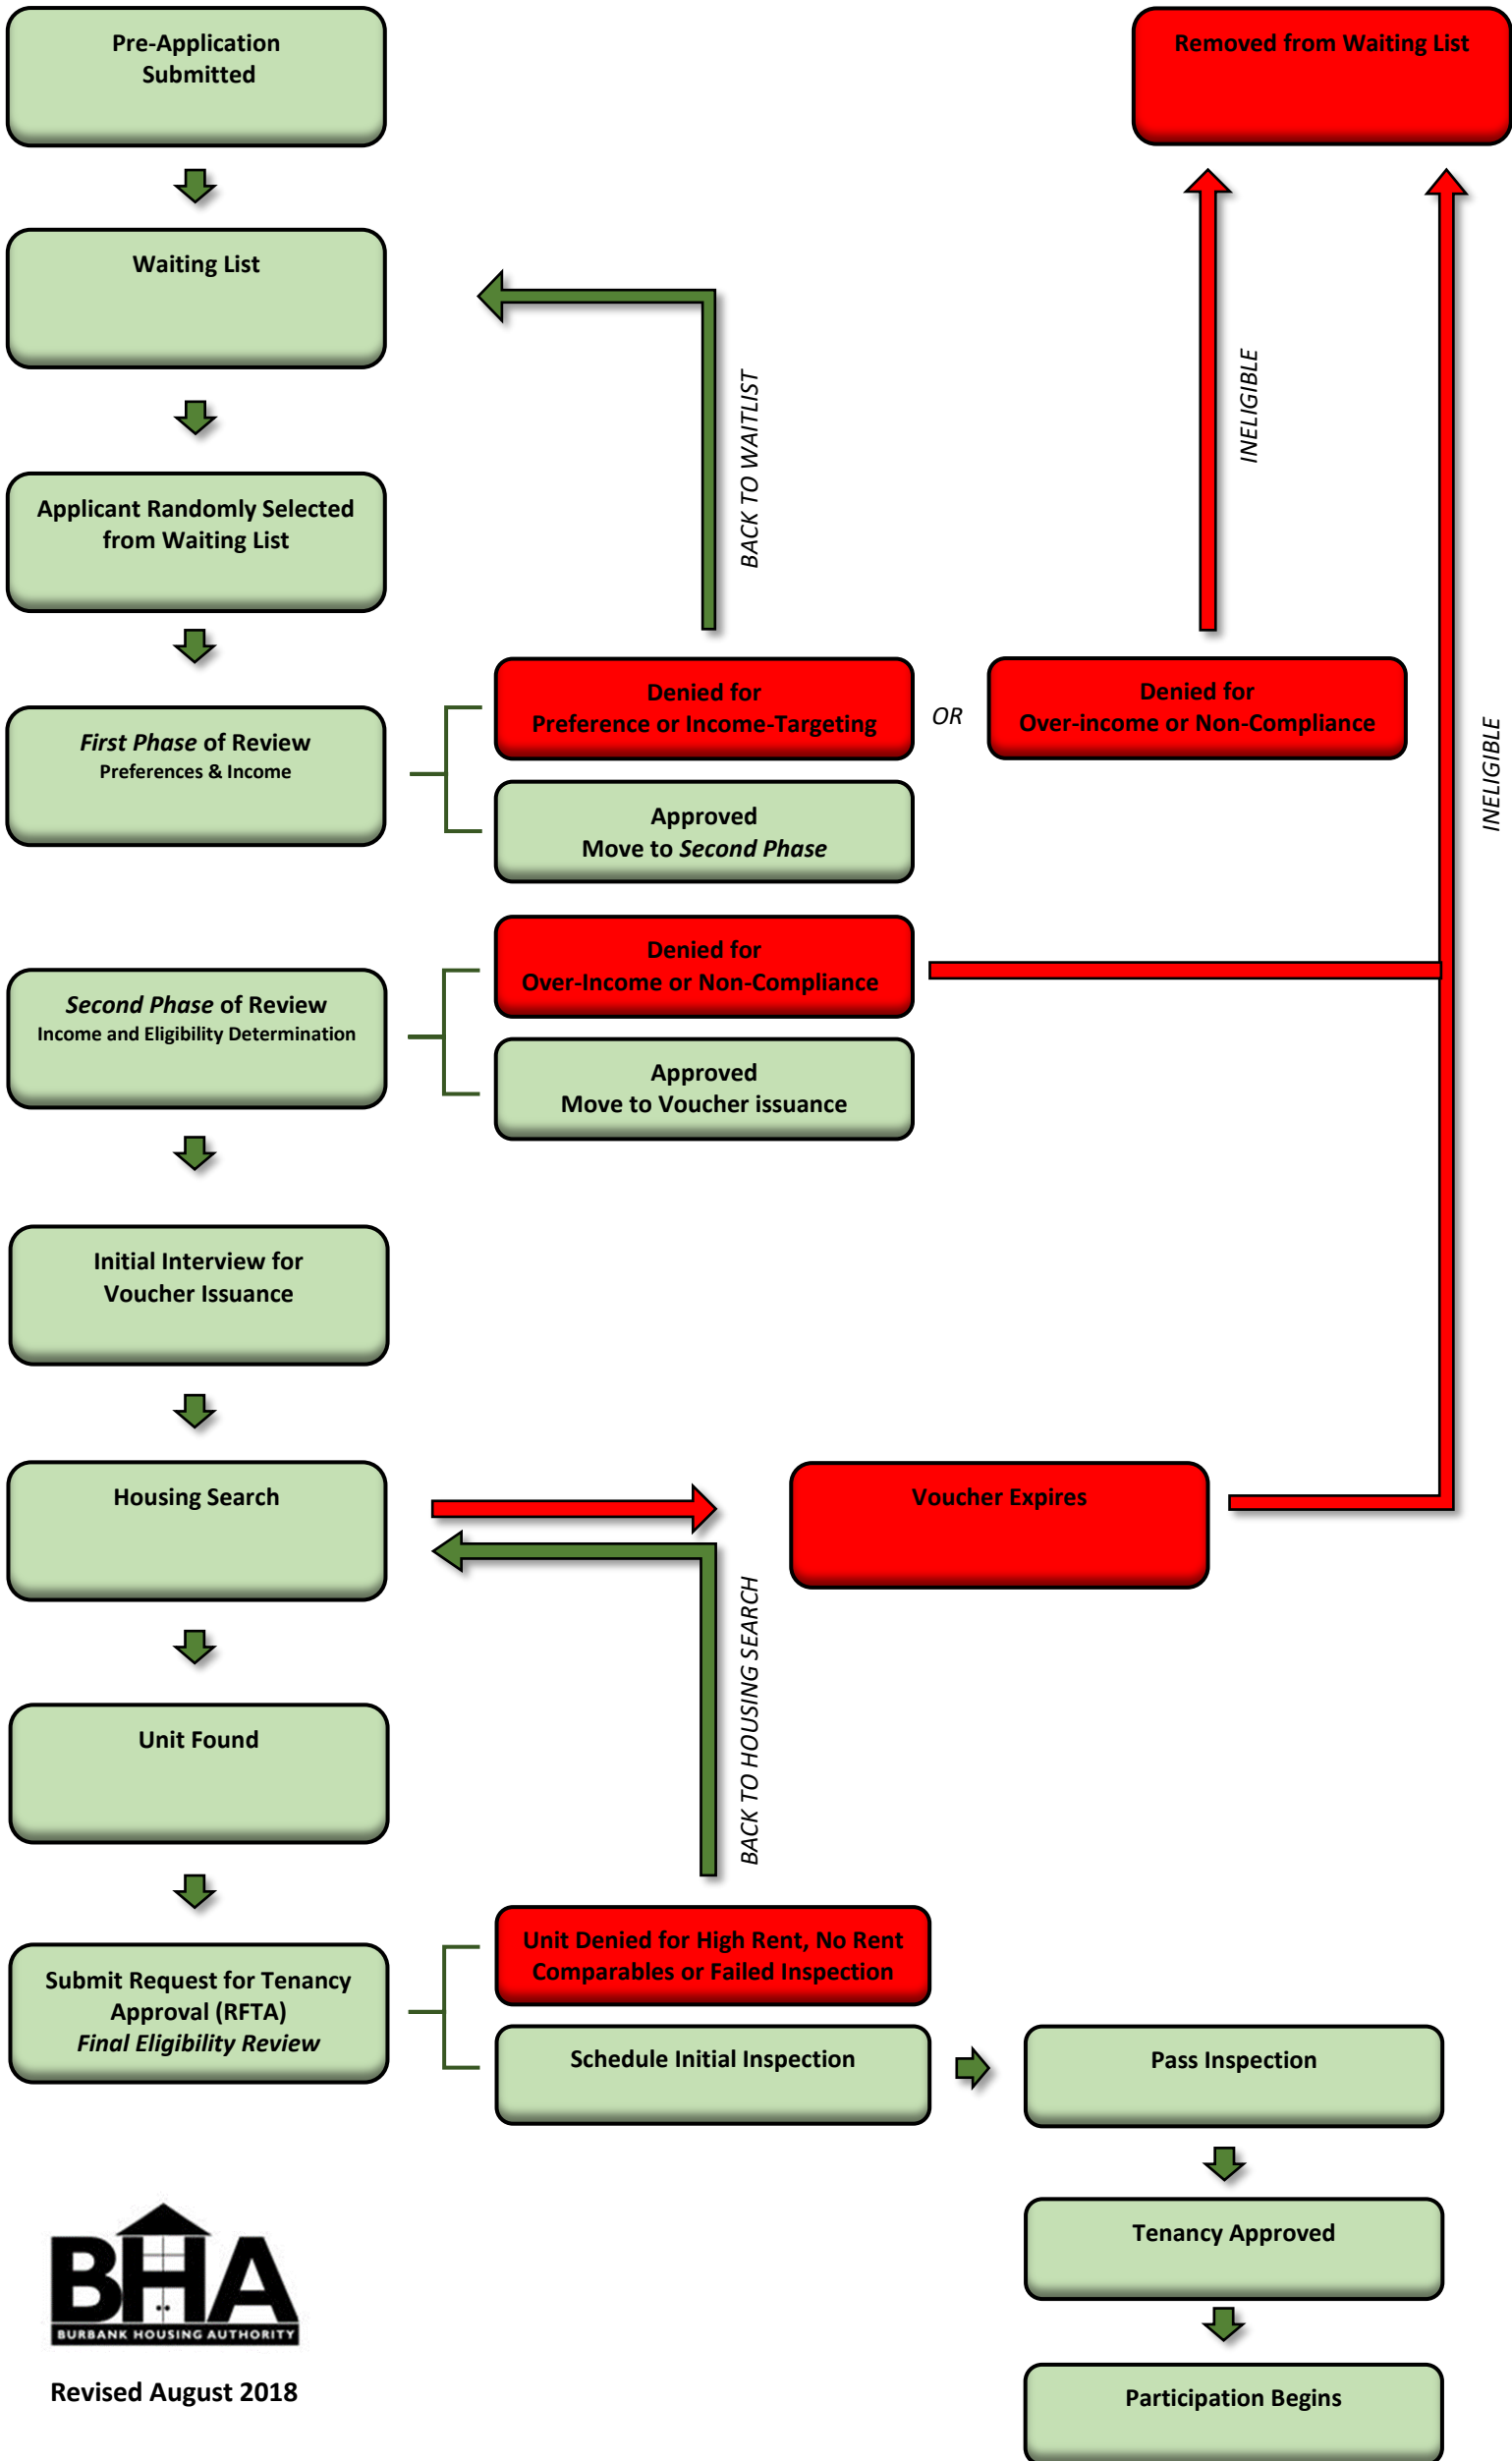 Pre-Application
Submitted
Removed from Waiting List
Waiting List
BACK TO WAITLIST
INELIGIBLE
Applicant Randomly Selected
from Waiting List
First Phase of Review
Preferences & Income
Denied for
Preference or Income-Targeting
OR
Denied for
Over-income or Non-Compliance
INELIGIBLE
Approved
Move to Second Phase
Second Phase of Review
Income and Eligibility Determination
Denied for
Over-Income or Non-Compliance
Approved
Move to Voucher issuance
Initial Interview for
Voucher Issuance
Housing Search
Voucher Expires
BACK TO HOUSING SEARCH
Unit Found
Submit Request for Tenancy
Approval (RFTA)
Final Eligibility Review
Unit Denied for High Rent, No Rent
Comparables or Failed Inspection
Schedule Initial Inspection
Pass Inspection
Tenancy Approved
Participation Begins
BHA
BURBANK HOUSING AUTHORITY
Revised August 2018